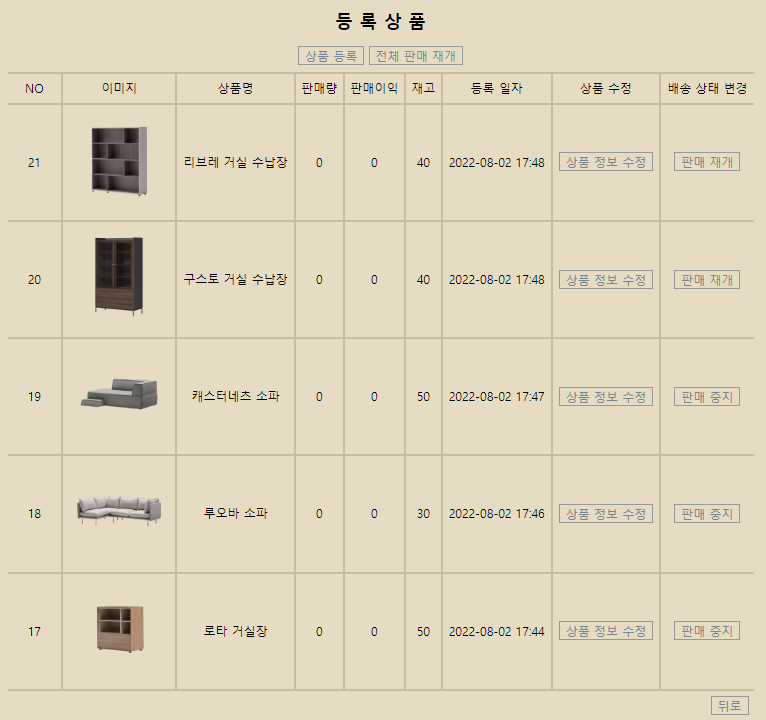 등 록 상 품
상품 등록 전체 판매 재개
NO 이미지 상품명 판매량 판매이익 재고 등록 일자 상품 수정 배송 상태 변경
21 리브레 거실 수납장 0 0 40 2022-08-02 17:48 상품 정보 수정 판매 재개
20 구스토 거실 수납장 0 0 40 2022-08-02 17:48 상품 정보 수정 판매 재개
19 캐스터네츠 소파 0 0 50 2022-08-02 17:47 상품 정보 수정 판매 중지
18 루오바 소파 0 0 30 2022-08-02 17:46 상품 정보 수정 판매 중지
17 로타 거실장 0 0 50 2022-08-02 17:44 상품 정보 수정 판매 중지
뒤로